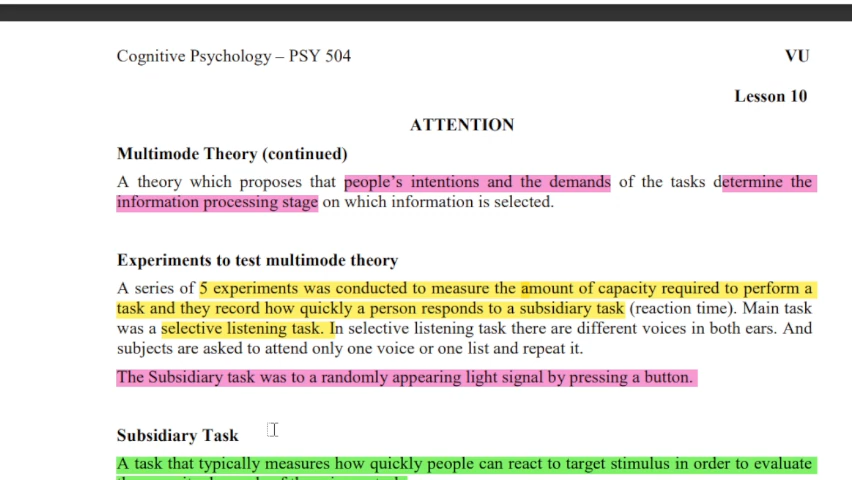 Cognitive Psychology – PSY 504 VU
Lesson 10
ATTENTION
Multimode Theory (continued)
A theory which proposes that people's intentions and the demands of the tasks determine the
information processing stage on which information is selected.
Experiments to test multimode theory
A series of 5 experiments was conducted to measure the amount of capacity required to perform a
task and they record how quickly a person responds to a subsidiary task (reaction time). Main task
was a selective listening task. In selective listening task there are different voices in both ears. And
subjects are asked to attend only one voice or one list and repeat it.
The Subsidiary task was to a randomly appearing light signal by pressing a button.
Subsidiary Task
A task that typically measures how quickly people can react to target stimulus in order to evaluate